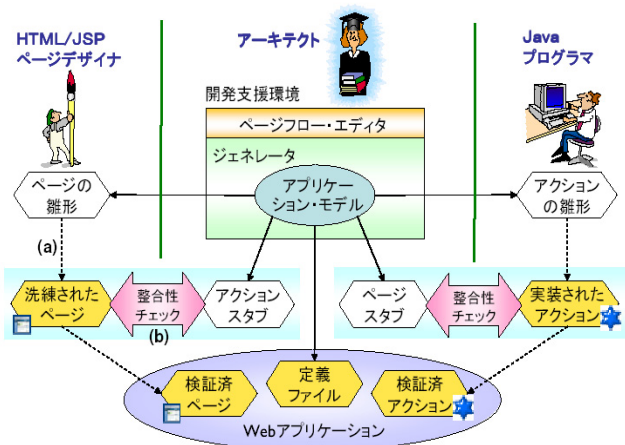 HTML/JSP
ページデザイナ
アーキテクト
Java
プログラマ
開発支援環境
ページフロー・エディタ
ジェネレータ
アプリケー
ション・モデル
ページの
雛形
アクション
の雛形
(a)
洗練された
ページ
整合性
チェック
(b)
アクション
スタブ
ページ
スタブ
整合性
チェック
実装された
アクション
検証済
ページ
定義
ファイル
検証済
アクション
Webアプリケーション